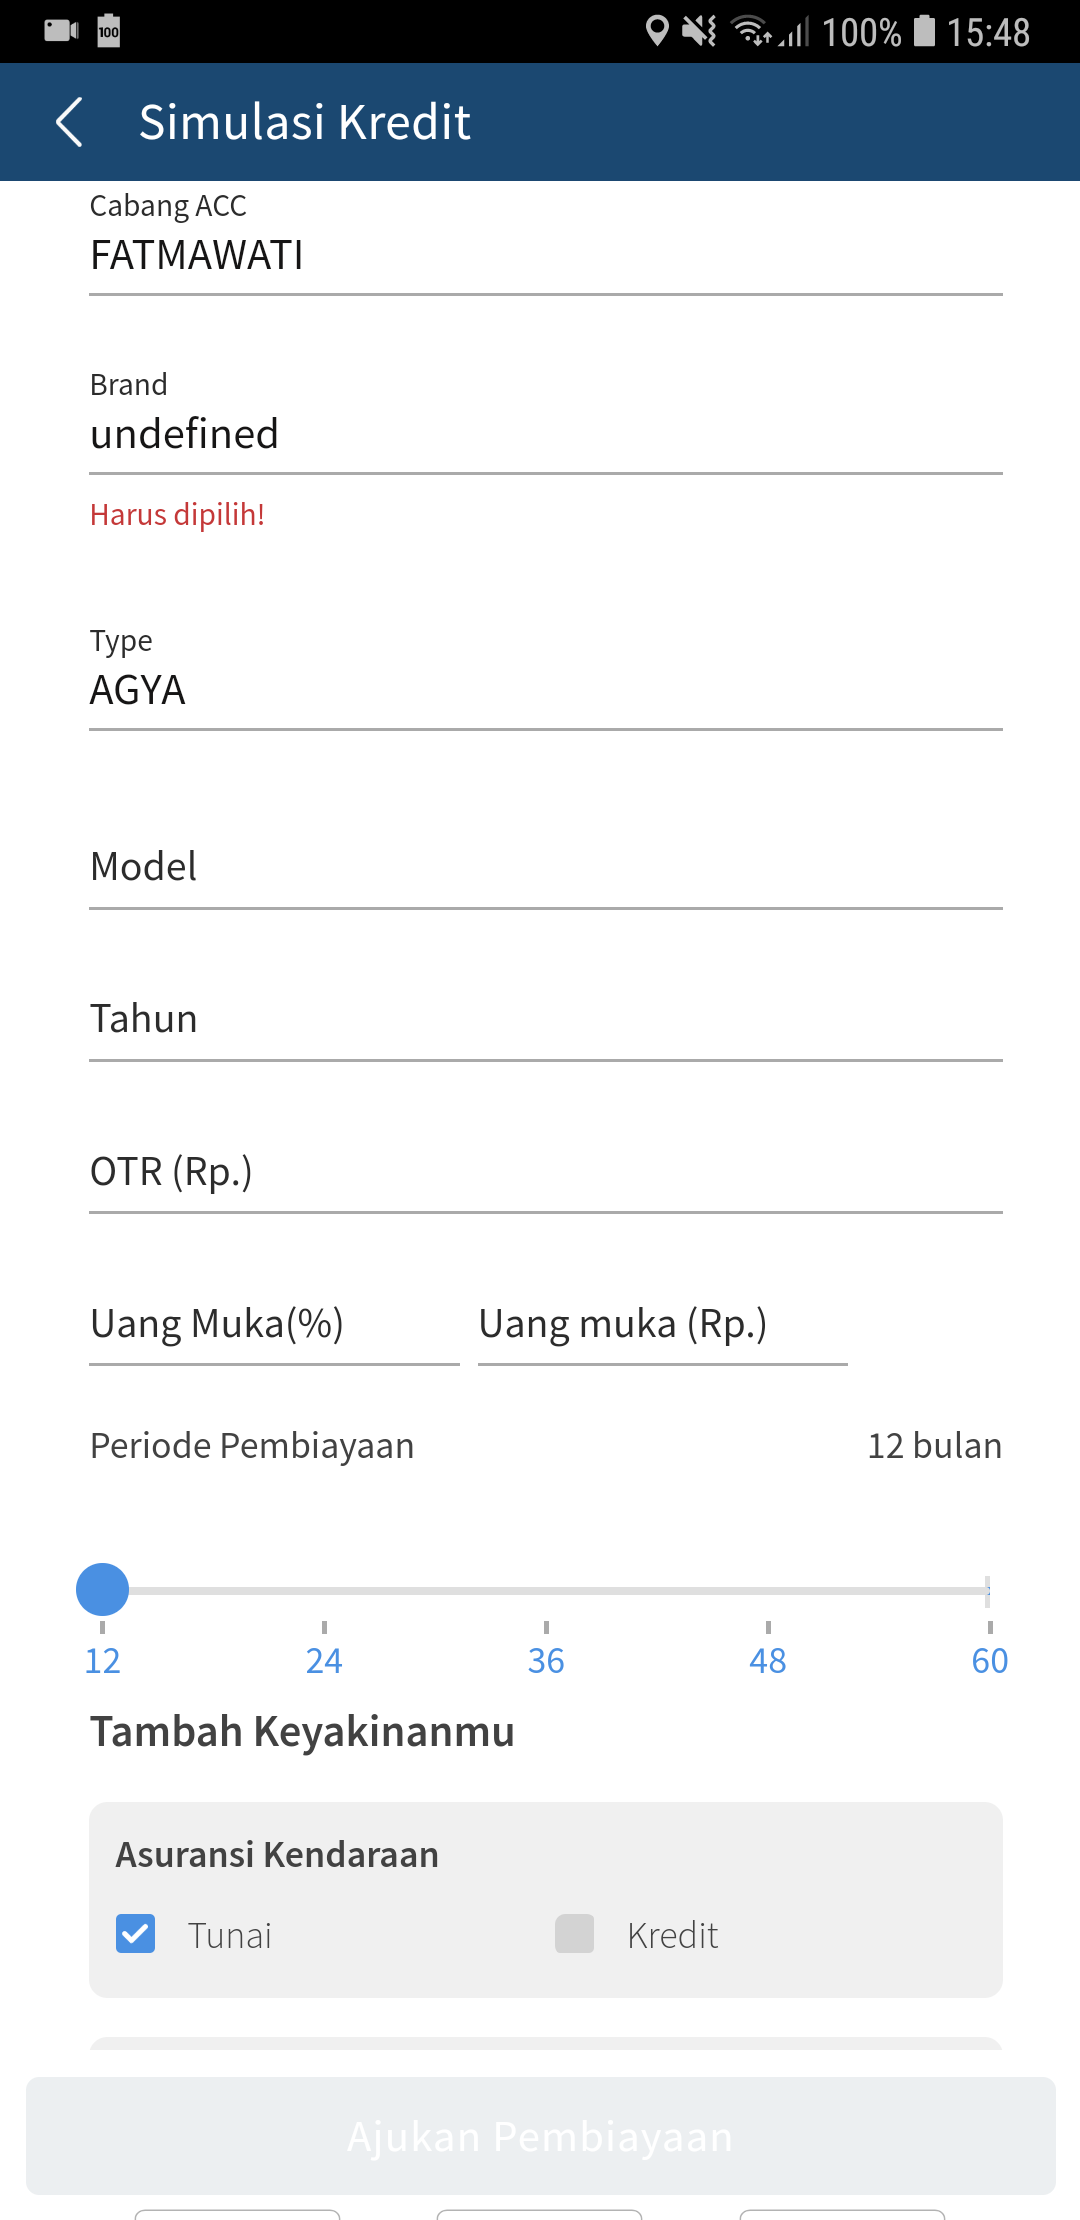 100 100% 15:48
Simulasi Kredit
Cabang ACC
FATMAWATI
Brand
undefined
Harus dipilih!
Type
AGYA
Model
Tahun
OTR (Rp.)
Uang Muka(%) Uang muka (Rp.)
Periode Pembiayaan 12 bulan
12 24 36 48 60
Tambah Keyakinanmu
Asuransi Kendaraan
Tunai Kredit
Ajukan Pembiayaan